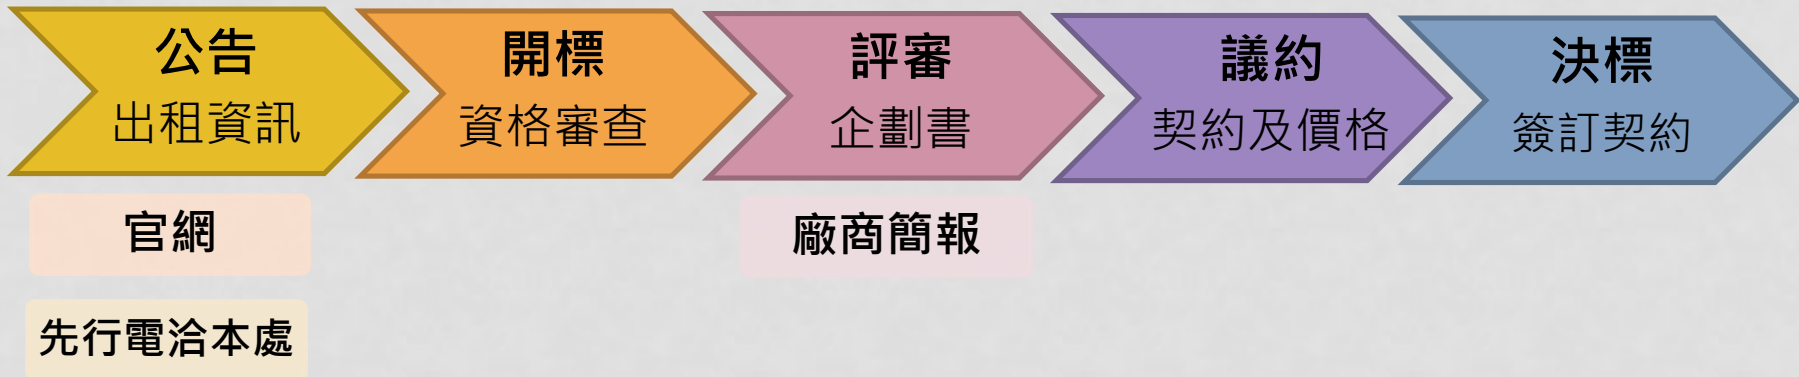 公告
出租資訊
開標
資格審查
評審
企劃書
議約
契約及價格
決標
簽訂契約
官網
廠商簡報
先行電洽本處